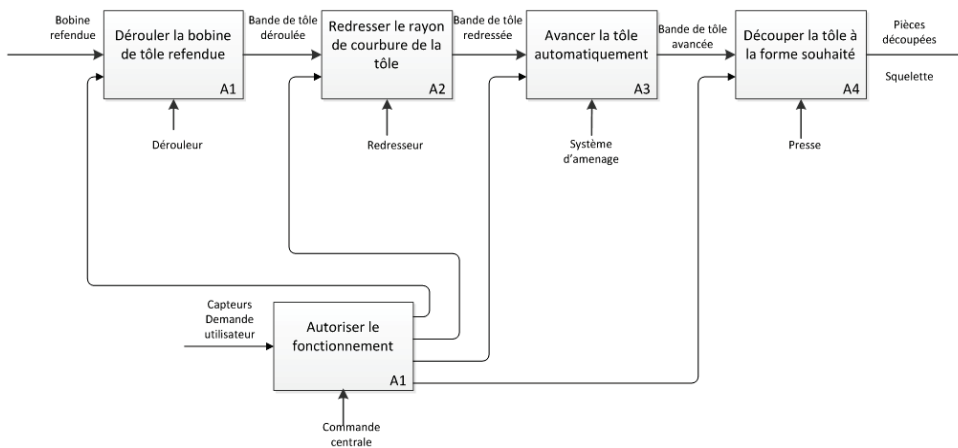 Bobine
refendue
Dérouler la bobine
de tôle refendue
A1
Dérouleur
Bande de tôle
déroulée
Redresser le rayon
de courbure de la
tôle
A2
Redresseur
Bande de tôle
redressée
Avancer la tôle
automatiquement
A3
Système
d'amenage
Bande de tôle
avancée
Découper la tôle à
la forme souhaité
A4
Presse
Pièces
découpées
Squelette
Capteurs
Demande
utilisateur
Autoriser le
fonctionnement
A1
Commande
centrale